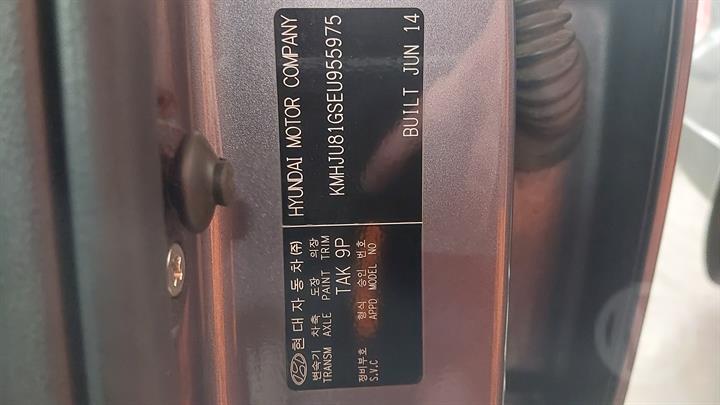 현대자동차(주) HYUNDAI MOTOR COMPANY
변속기 차축 도장 의장
TRANSM AXLE PAINT TRIM
TAK 9P
KMHJU81GSEU955975
정비부호 형식 승인 번호
S.V.C APPD MODEL NO
BUILT JUN 14